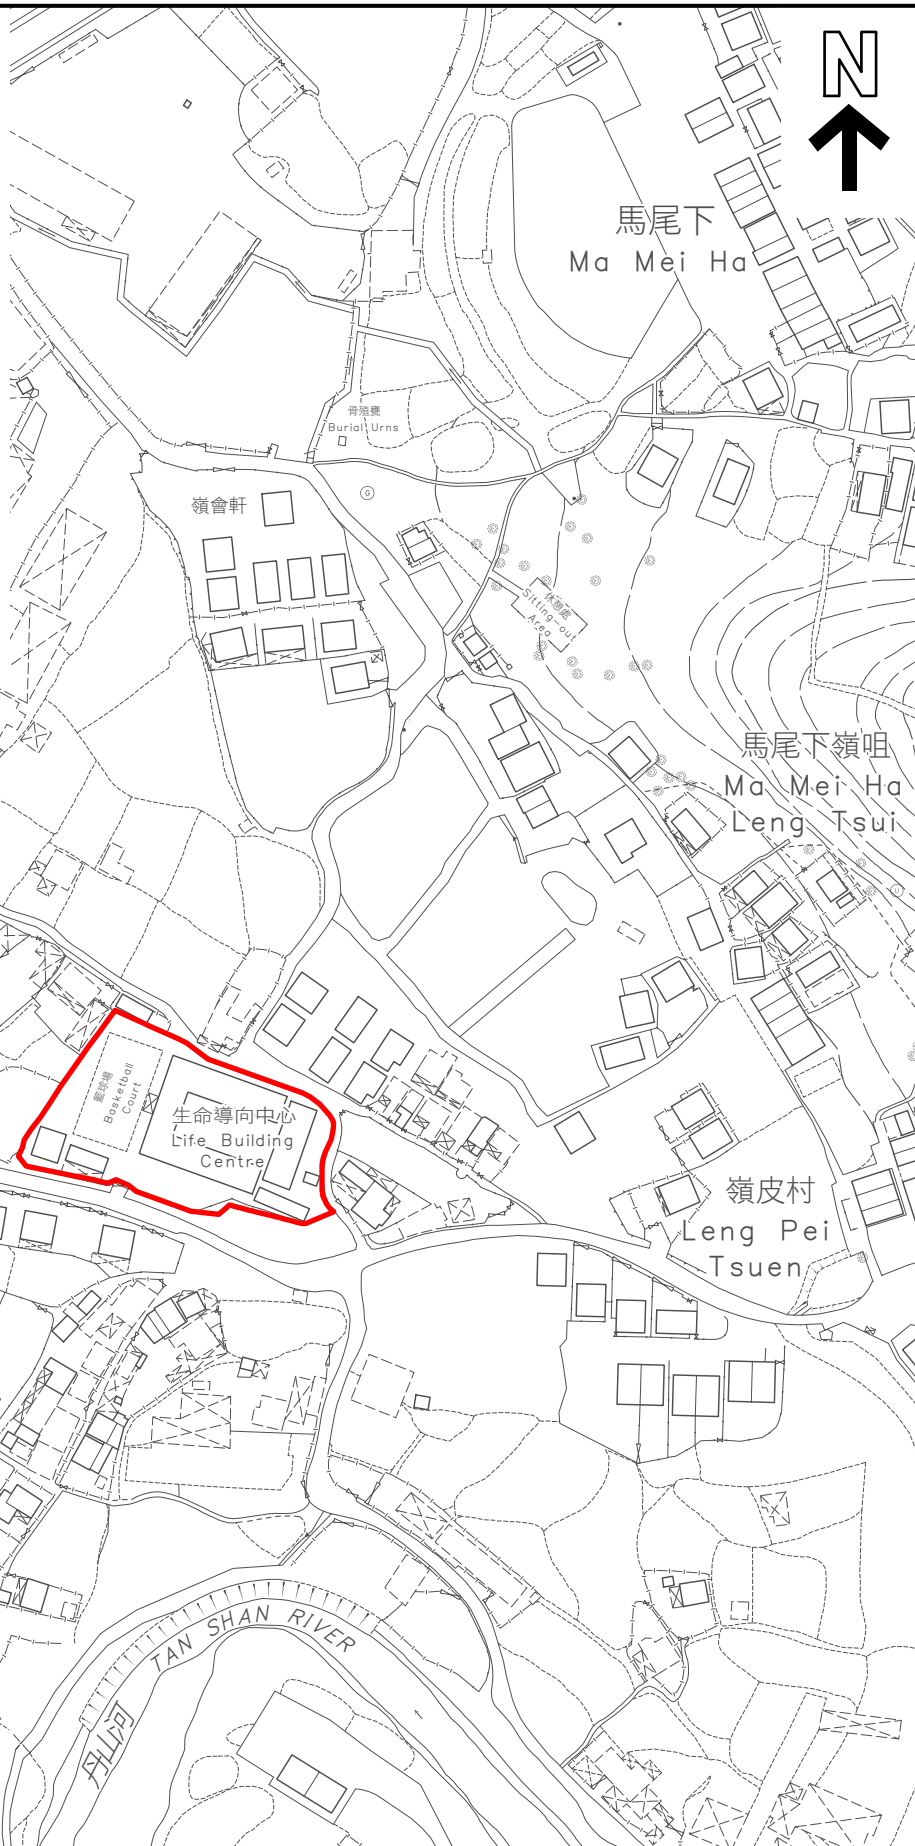 N
馬尾下
Ma Mei Ha
骨殖甕
Burial Urns
嶺會軒
G
休憩處
Sitting-out
Area
馬尾下嶺咀
Ma Mei Ha
Leng Tsui
U
籃球場
Basketball
Court
生命導向中心
Life Building
Centre
嶺皮村
Leng Pei
Tsuen
TAN SHAN RIVER
丹山河